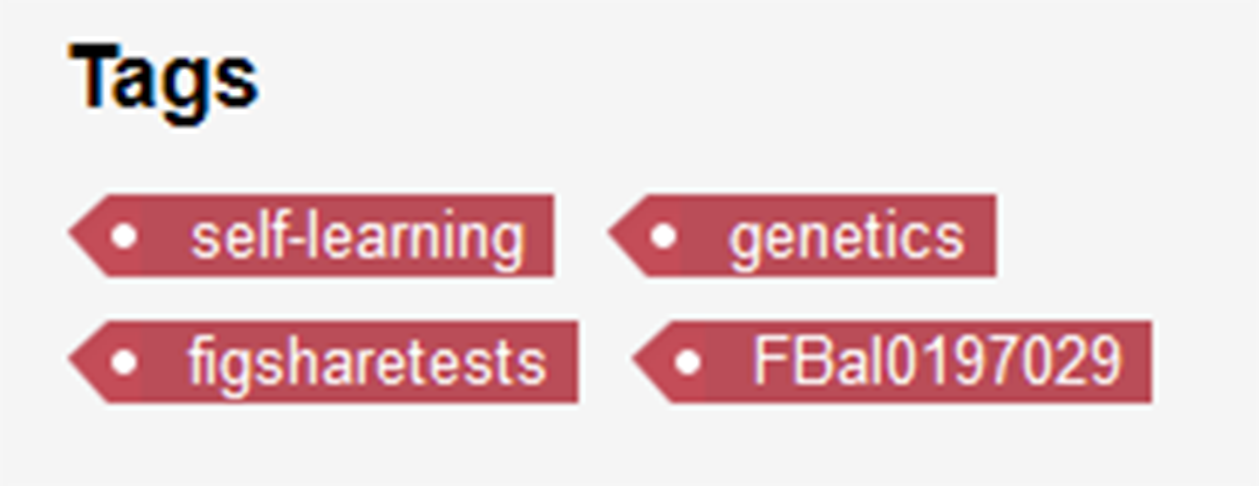 Tags
self-learning genetics
figsharetests FBal0197029